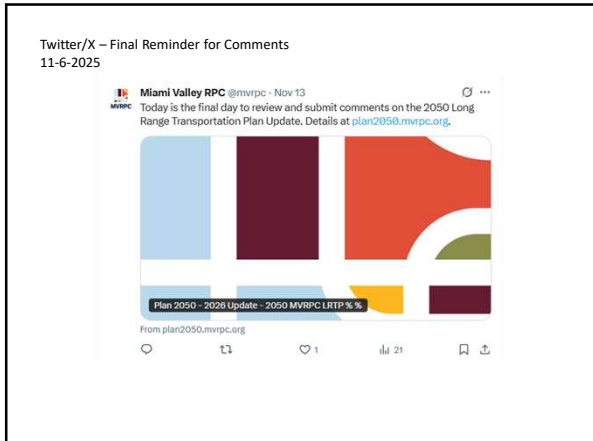 Twitter/X – Final Reminder for Comments
11-6-2025
MVRPC
Miami Valley RPC @mvrpc · Nov 13
Today is the final day to review and submit comments on the 2050 Long
Range Transportation Plan Update. Details at plan2050.mvrpc.org.
Plan 2050 - 2026 Update - 2050 MVRPC LRTP % %
From plan2050.mvrpc.org
1 21